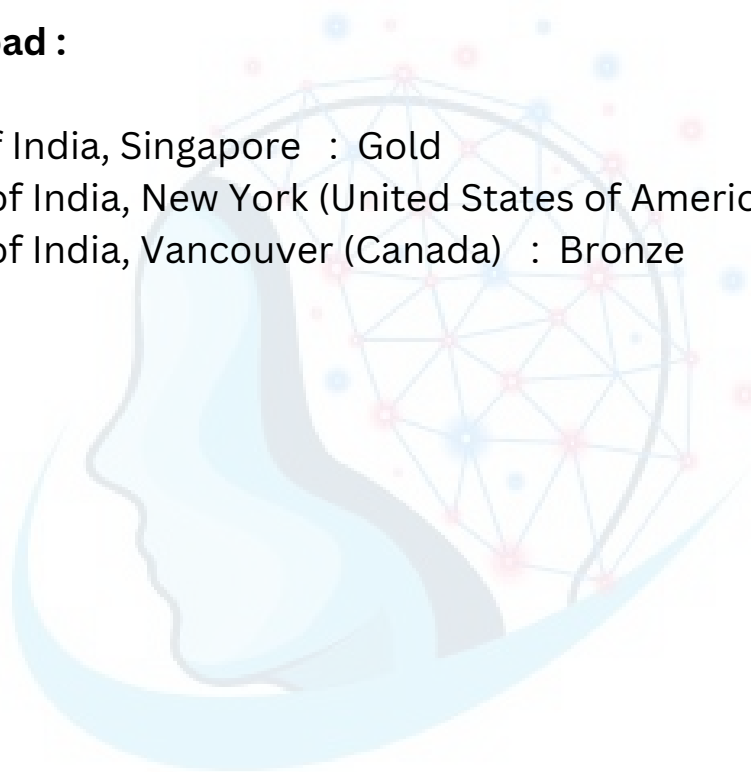 ad :
f India, Singapore : Gold
of India, New York (United States of Americ
of India, Vancouver (Canada) : Bronze